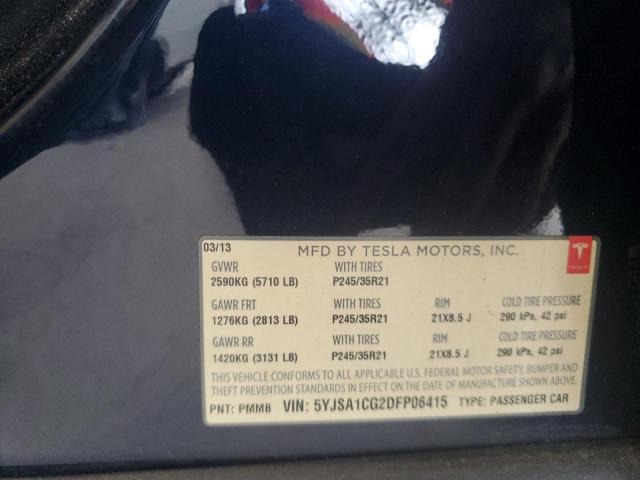 03/13 MFD BY TESLA MOTORS, INC.
GVWR WITH TIRES
2590KG (5710 LB) P245/35R21
GAWR FRT WITH TIRES RIM COLD TIRE PRESSURE
1276KG (2813 LB) P245/35R21 21X8.5 J 290 kPa, 42 psi
GAWR RR WITH TIRES RIM COLD TIRE PRESSURE
1420KG (3131 LB) P245/35R21 21X8.5 J 290 kPa, 42 psi
THIS VEHICLE CONFORMS TO ALL APPLICABLE U.S. FEDERAL MOTOR SAFETY, BUMPER AND
THEFT PREVENTION STANDARDS IN EFFECT ON THE DATE OF MANUFACTURE SHOWN ABOVE.
PNT: PMMB VIN: 5YJSA1CG2DFP06415 TYPE: PASSENGER CAR
TESLA